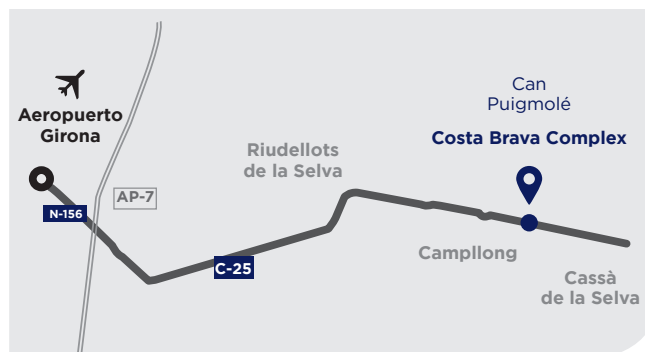 Aeropuerto
Girona
N-156
AP-7
Riudellots
de la Selva
C-25
Can
Puigmolé
Costa Brava Complex
Campllong
Cassà
de la Selva